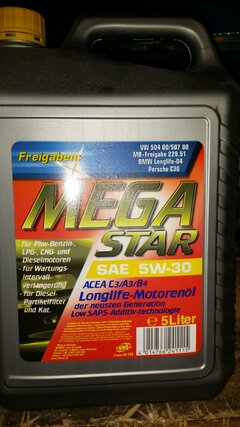 Freigaben:
VW 504 00/507 00
MB-Freigabe 229.51
BMW Longlife-04
Porsche C30
MEGA
STAR
SAE 5W-30
für Pkw-Benzin-,
LPG-, CNG- und
Dieselmotoren
für Wartungs-
intervall-
verlängerung
für Diesel-
Partikelfilter
und Kat.
ACEA C3/A3/B4
Longlife-Motorenöl
der neusten Generation
Low SAPS-Additiv-technologie
e 5Liter